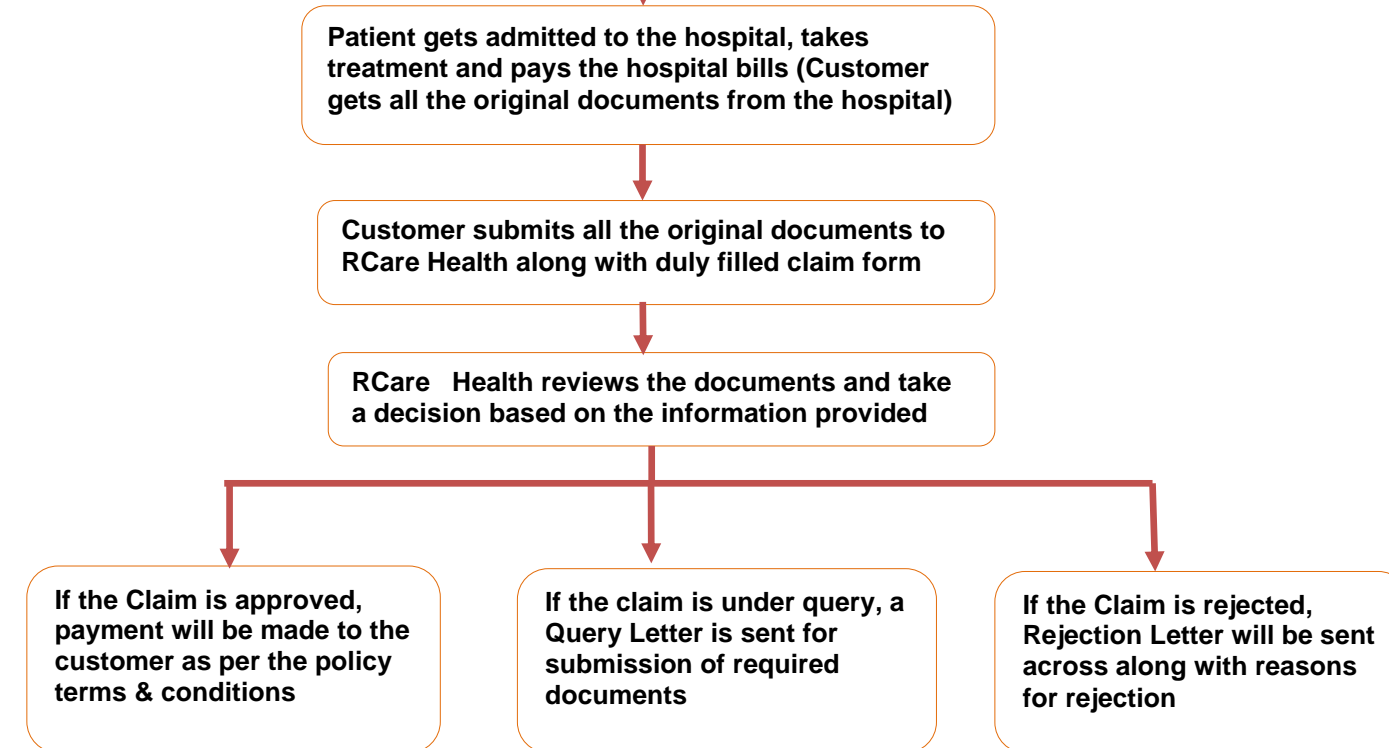 Patient gets admitted to the hospital, takes
treatment and pays the hospital bills (Customer
gets all the original documents from the hospital)
Customer submits all the original documents to
RCare Health along with duly filled claim form
RCare   Health reviews the documents and take
a decision based on the information provided
If the Claim is approved,
payment will be made to the
customer as per the policy
terms & conditions
If the claim is under query, a
Query Letter is sent for
submission of required
documents
If the Claim is rejected,
Rejection Letter will be sent
across along with reasons
for rejection